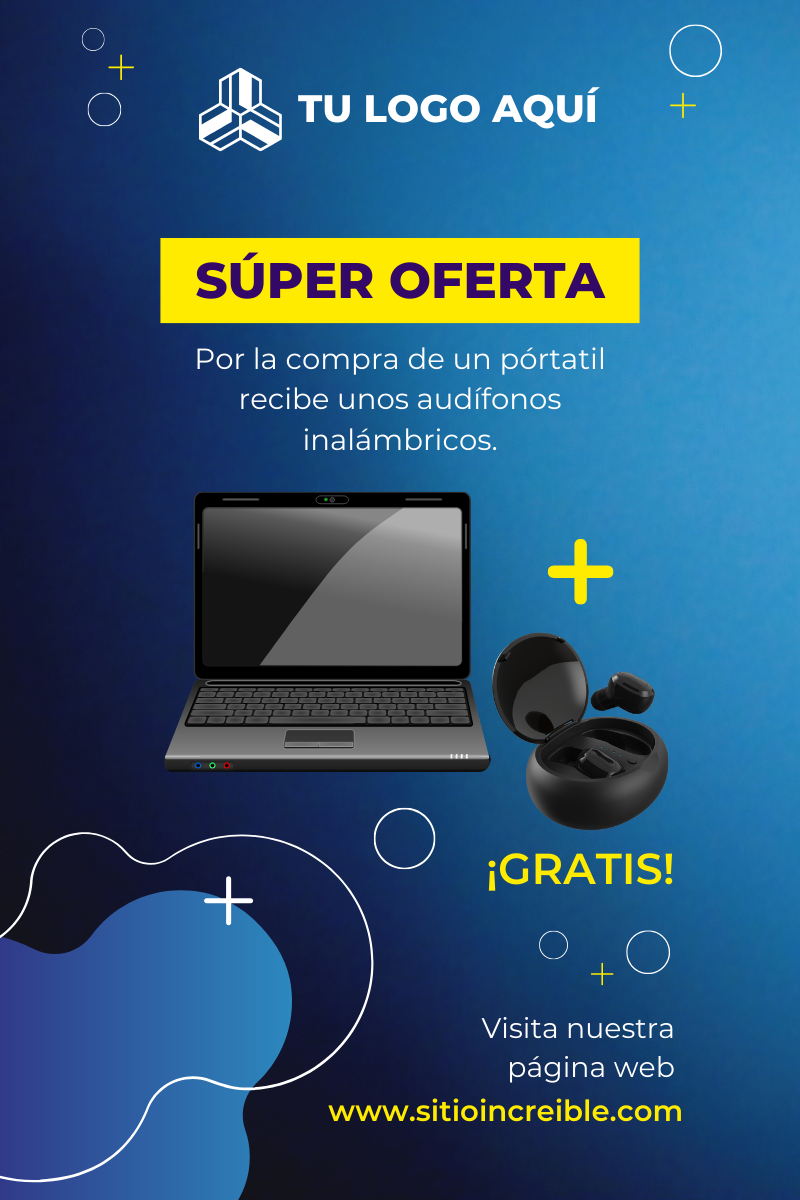 TU LOGO AQUÍ
SÚPER OFERTA
Por la compra de un pórtatil
recibe unos audífonos
inalámbricos.
¡GRATIS!
Visita nuestra
página web
www.sitioincreible.com